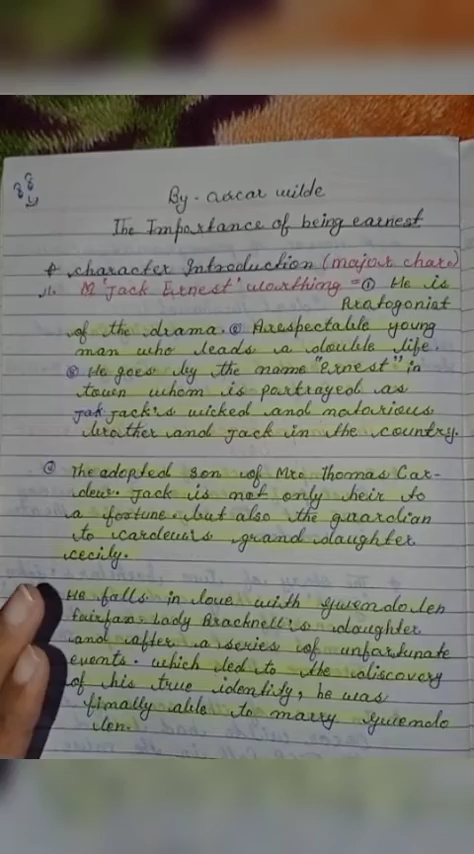 By - Oscar wilde
The Importance of being earnest
character Introduction (major chare)
M 'Jack Ernest' worthing = ① He is
Pratogonist
of the drama. ② A respectable young
man who leads a double life.
③ He goes by the name "Ernest" in
town whom is portrayed as
jak jack's wicked and notorious
brother and jack in the country.
④ The adopted son of Mr. Thomas Car-
dew. Jack is not only heir to
a fortune. but also the guardian
to cardew's grand daughter
cecily.
He falls in love with gwendolen
fairfax. Lady Bracknell's daughter
and after a series of unfortunate
events. which led to the discovery
of his true identity, he was
finally able to marry gwendo
len.